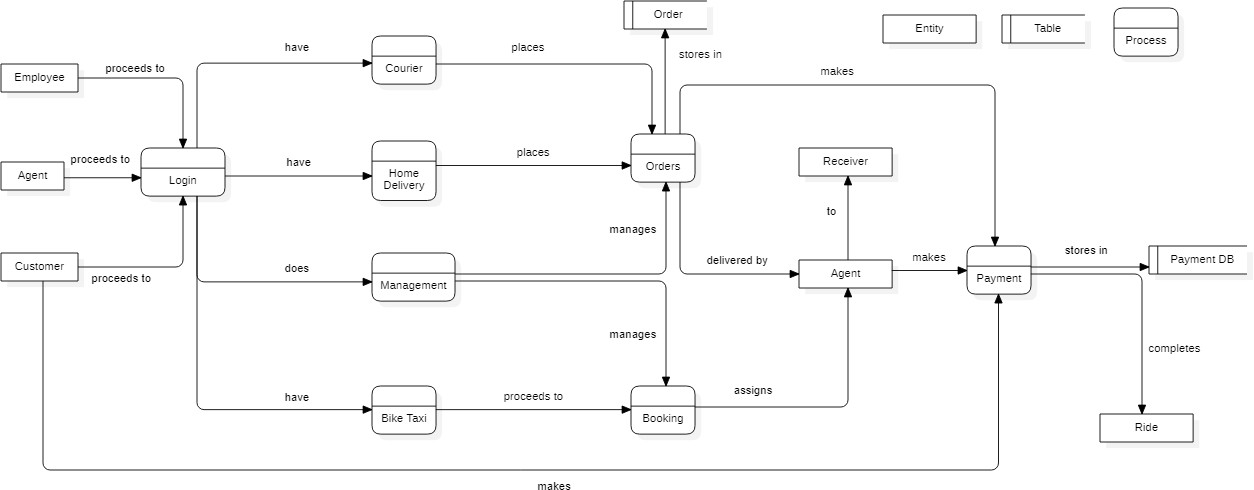 Order
Entity
Table
Process
have
places
stores in
Courier
makes
Employee
proceeds to
proceeds to
have
places
Home
Delivery
Orders
Receiver
Agent
Login
to
manages
Customer
proceeds to
does
Management
delivered by
Agent
makes
Payment
stores in
Payment DB
manages
completes
have
Bike Taxi
proceeds to
Booking
assigns
Ride
makes